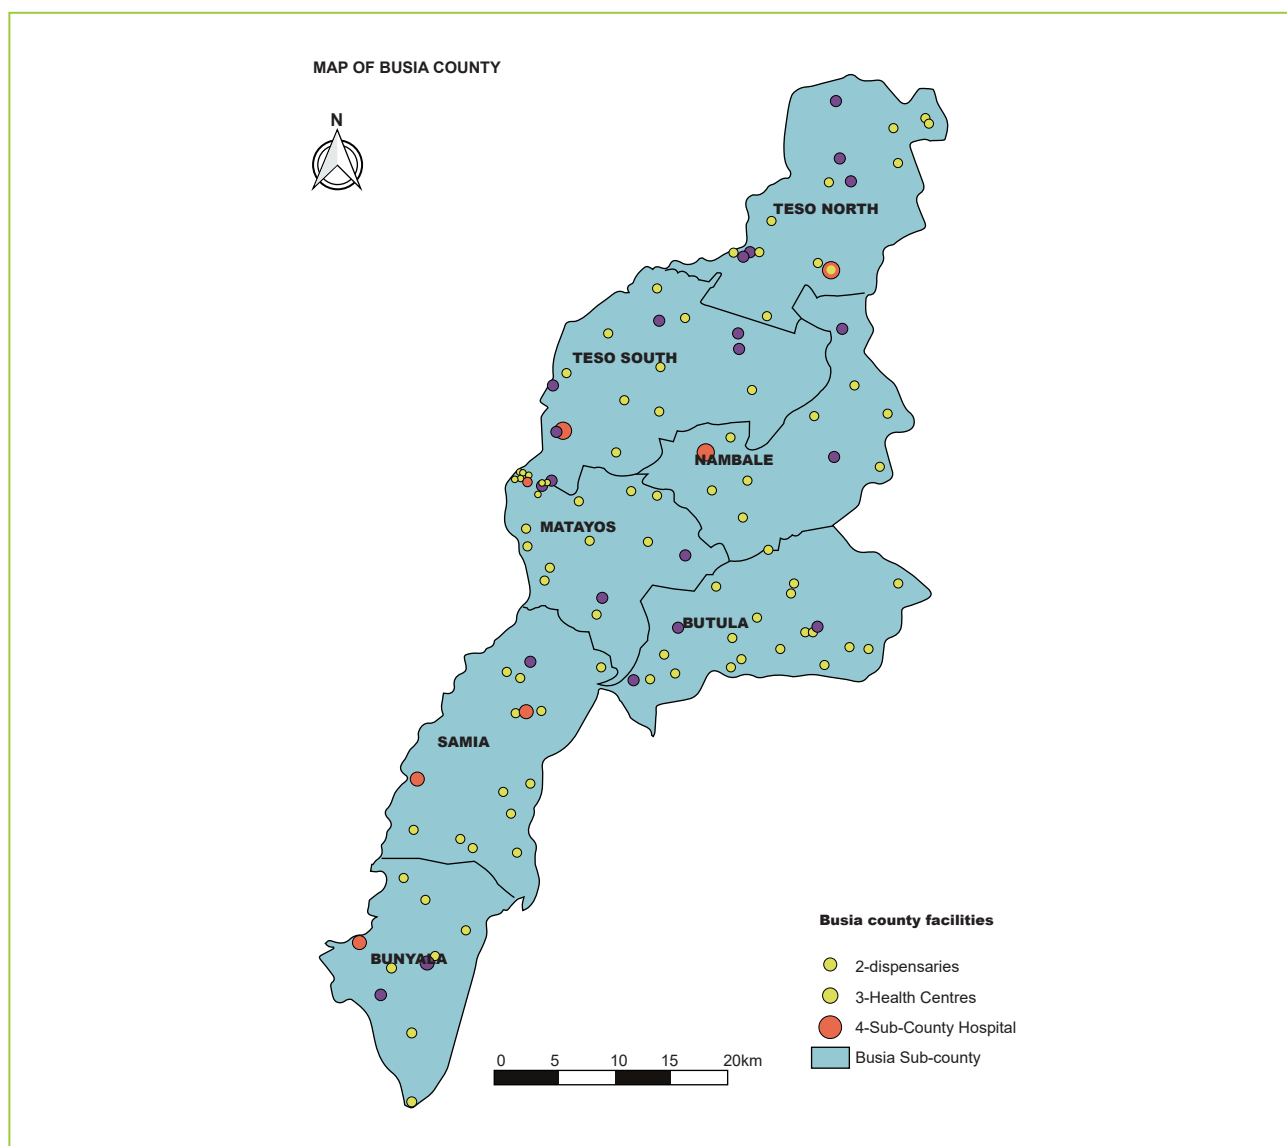 MAP OF BUSIA COUNTY
N
TESO NORTH
TESO SOUTH
NAMBALE
MATAYOS
BUTULA
SAMIA
BUNYALA
Busia county facilities
2-dispensaries
3-Health Centres
4-Sub-County Hospital
Busia Sub-county
0 5 10 15 20km